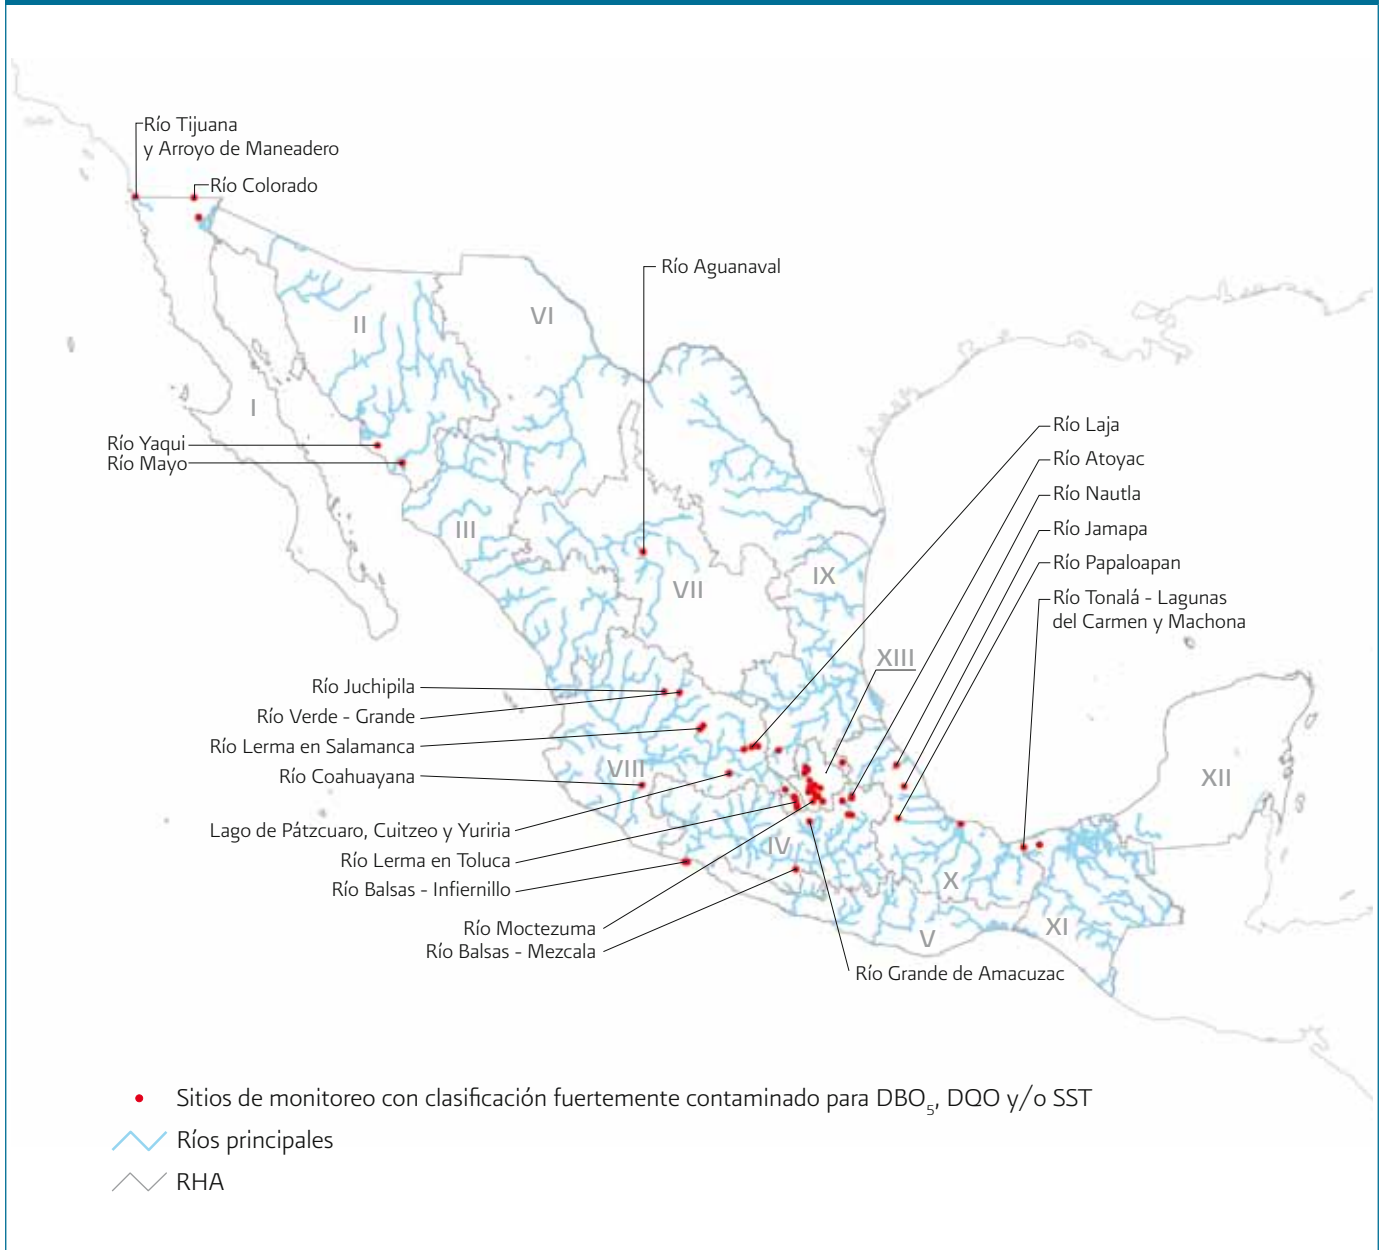 Río Tijuana
y Arroyo de Maneadero
Río Colorado
Río Aguanaval
II
VI
I
Río Yaqui
Río Mayo
III
VII
IX
Río Laja
Río Atoyac
Río Nautla
Río Jamapa
Río Papaloapan
Río Tonalá - Lagunas
del Carmen y Machona
XIII
Río Juchipila
Río Verde - Grande
Río Lerma en Salamanca
Río Coahuayana
VIII
XII
Lago de Pátzcuaro, Cuitzeo y Yuriria
Río Lerma en Toluca
Río Balsas - Infiernillo
IV
X
V
XI
Río Moctezuma
Río Balsas - Mezcala
Río Grande de Amacuzac
Sitios de monitoreo con clasificación fuertemente contaminado para DBO₅, DQO y/o SST
Ríos principales
RHA